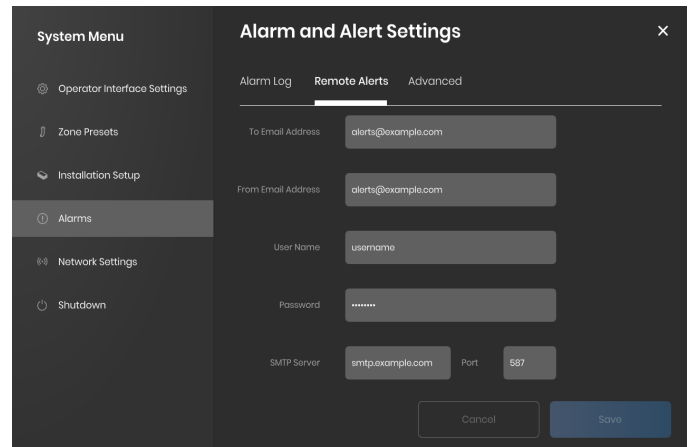 System Menu
Operator Interface Settings
Zone Presets
Installation Setup
Alarms
Network Settings
Shutdown
Alarm and Alert Settings
Alarm Log Remote Alerts Advanced
To Email Address alerts@example.com
From Email Address alerts@example.com
User Name username
Password ••••••••
SMTP Server smtp.example.com Port 587
Cancel Save